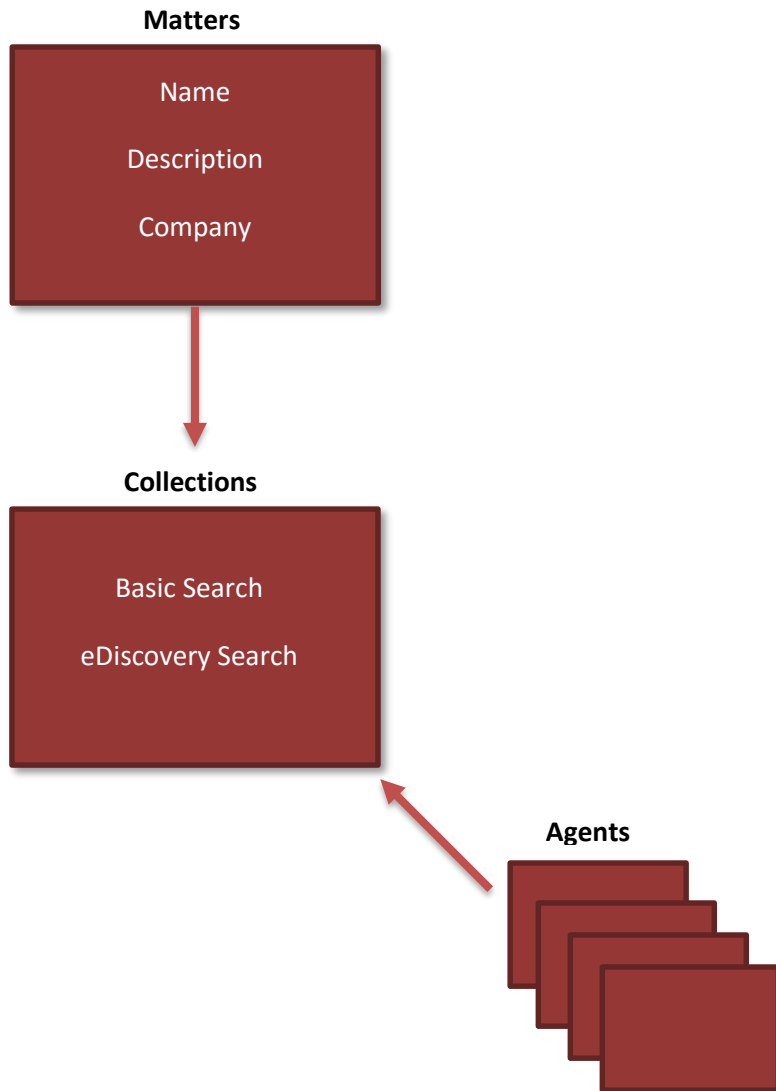 Matters
Name
Description
Company
Collections
Basic Search
eDiscovery Search
Agents